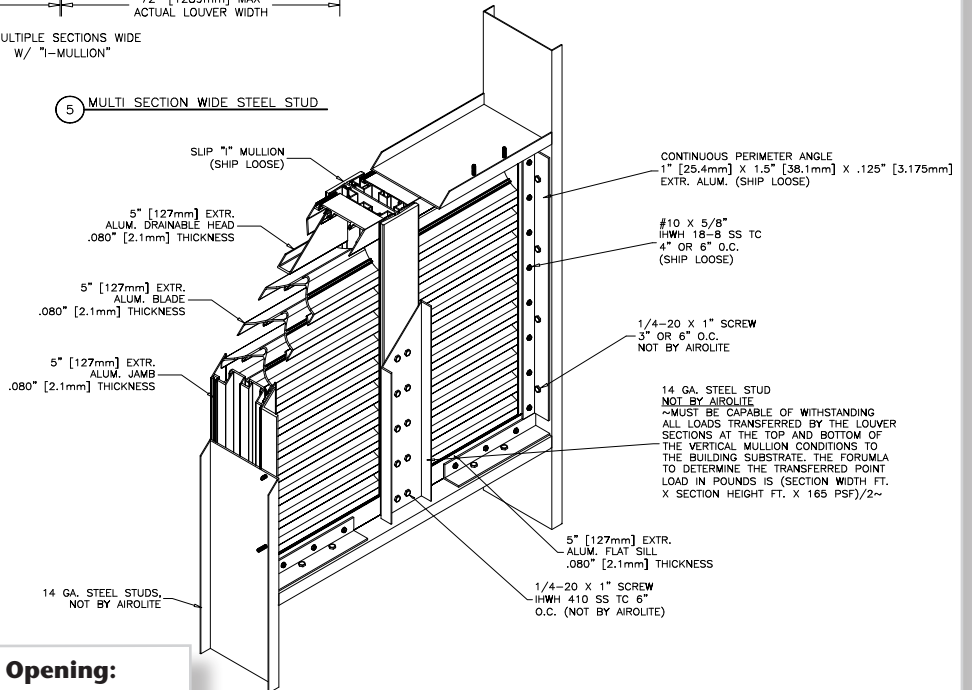 72" [1829mm] MAX
ACTUAL LOUVER WIDTH
ULTIPLE SECTIONS WIDE
W/ "I-MULLION"
5 MULTI SECTION WIDE STEEL STUD
SLIP "I" MULLION
(SHIP LOOSE)
5" [127mm] EXTR.
ALUM. DRAINABLE HEAD
.080" [2.1mm] THICKNESS
5" [127mm] EXTR.
ALUM. BLADE
.080" [2.1mm] THICKNESS
5" [127mm] EXTR.
ALUM. JAMB
.080" [2.1mm] THICKNESS
14 GA. STEEL STUDS,
NOT BY AIROLITE
CONTINUOUS PERIMETER ANGLE
1" [25.4mm] X 1.5" [38.1mm] X .125" [3.175mm]
EXTR. ALUM. (SHIP LOOSE)
#10 X 5/8"
IHWH 18-8 SS TC
4" OR 6" O.C.
(SHIP LOOSE)
1/4-20 X 1" SCREW
3" OR 6" O.C.
NOT BY AIROLITE
14 GA. STEEL STUD
NOT BY AIROLITE
~MUST BE CAPABLE OF WITHSTANDING
ALL LOADS TRANSFERRED BY THE LOUVER
SECTIONS AT THE TOP AND BOTTOM OF
THE VERTICAL MULLION CONDITIONS TO
THE BUILDING SUBSTRATE. THE FORUMLA
TO DETERMINE THE TRANSFERRED POINT
LOAD IN POUNDS IS (SECTION WIDTH FT.
X SECTION HEIGHT FT. X 165 PSF)/2~
5" [127mm] EXTR.
ALUM. FLAT SILL
.080" [2.1mm] THICKNESS
1/4-20 X 1" SCREW
IHWH 410 SS TC 6"
O.C. (NOT BY AIROLITE)
Opening: